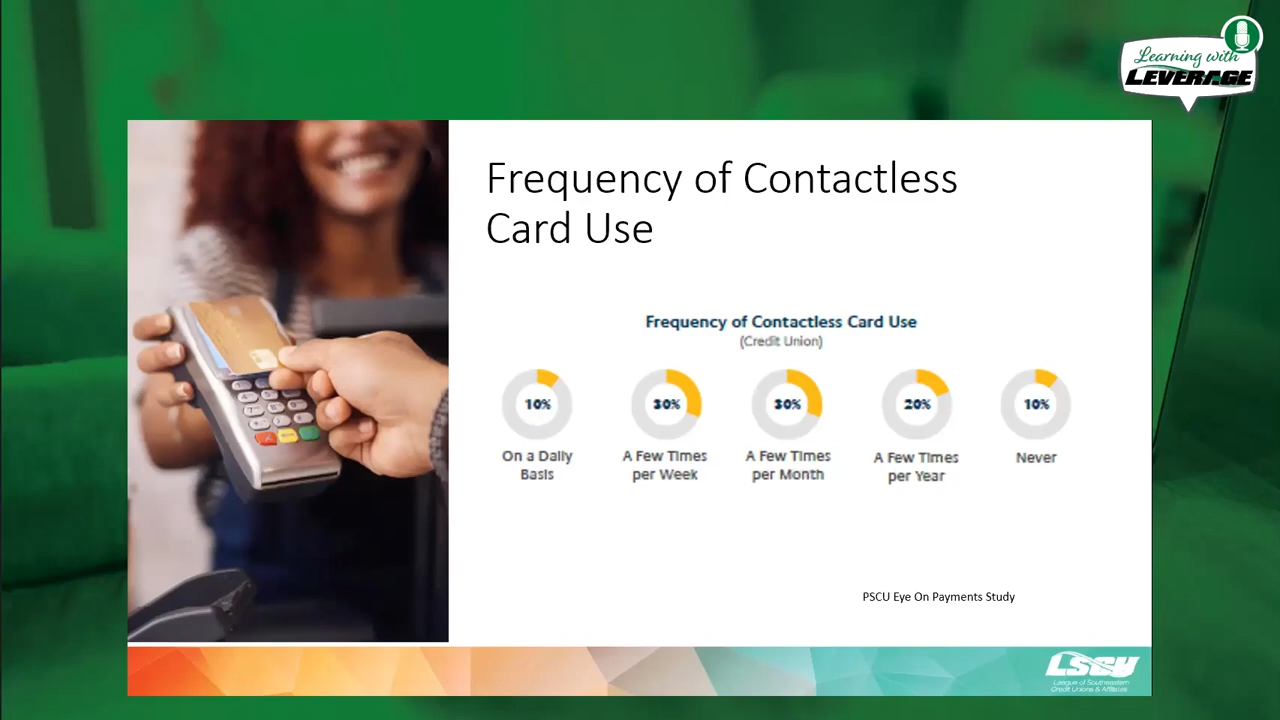 Learning with
LEVERAGE
Frequency of Contactless
Card Use
Frequency of Contactless Card Use
(Credit Union)
10%
30%
30%
20%
10%
On a Daily
Basis
A Few Times
per Week
A Few Times
per Month
A Few Times
per Year
Never
PSCU Eye On Payments Study
LSCU
League of Southeastern
Credit Unions & Affiliates